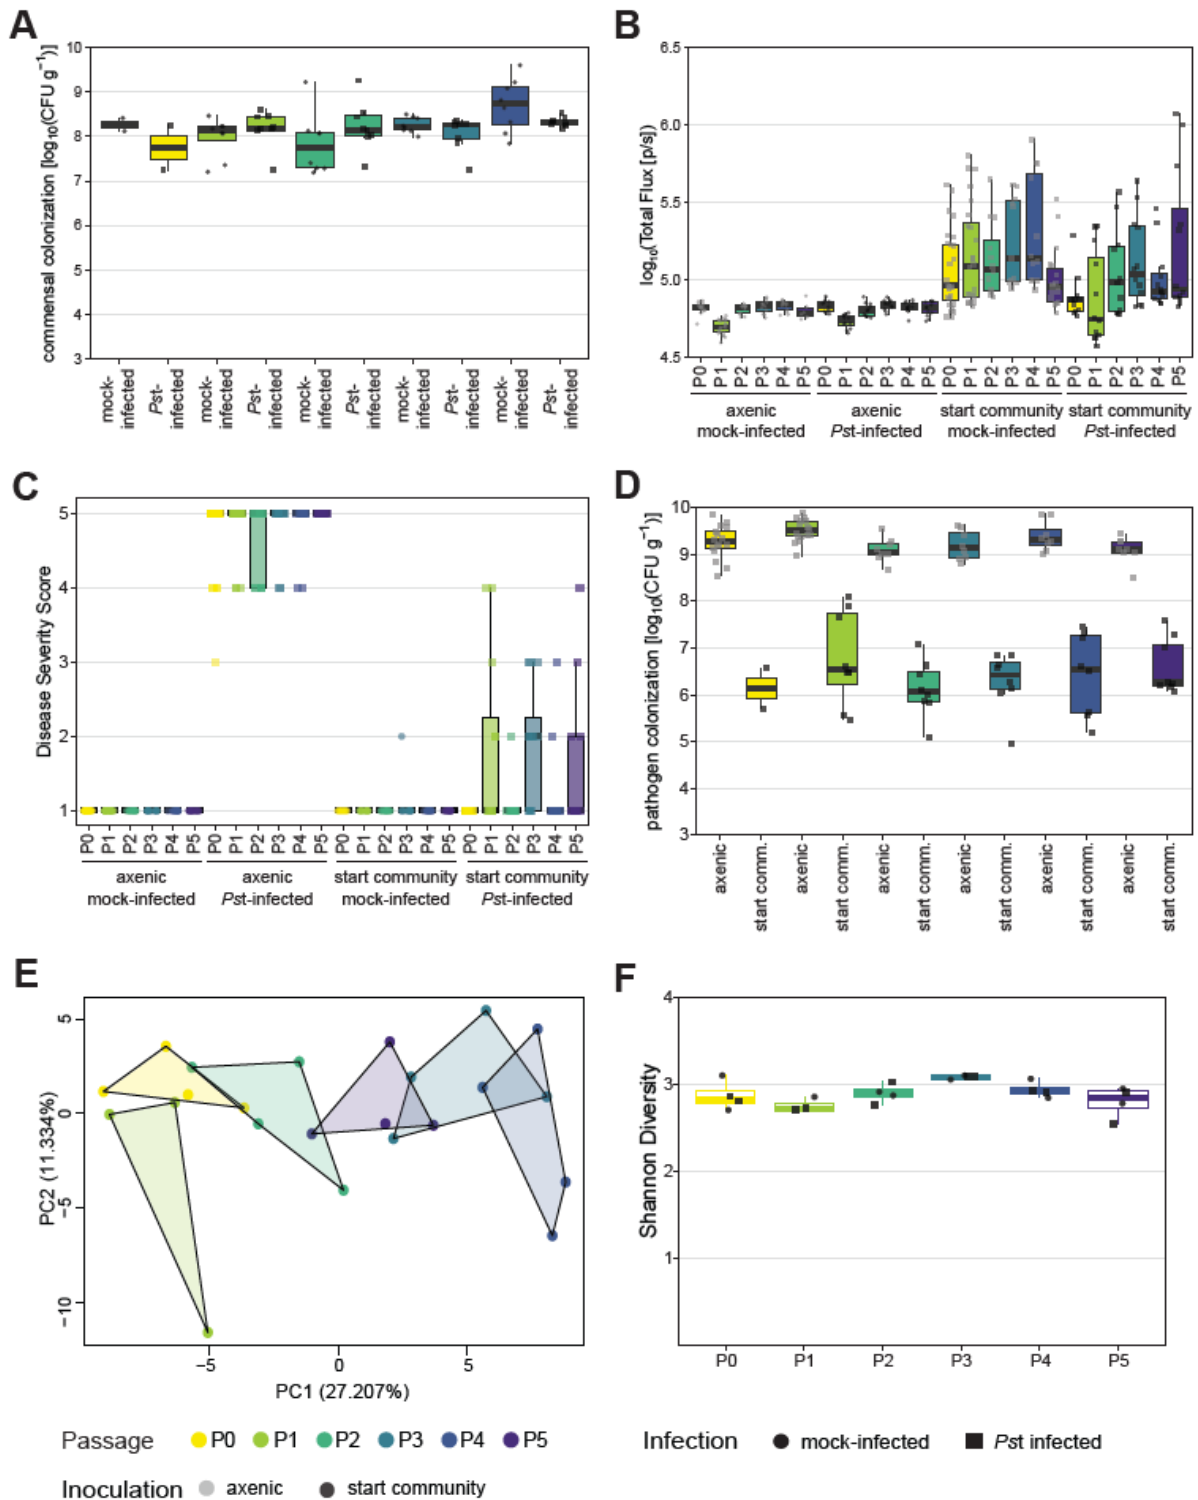 A
commensal colonization [log10(CFU g−1)]
10
9
8
7
6
5
4
3
mock-infected
Pst-infected
mock-infected
Pst-infected
mock-infected
Pst-infected
mock-infected
Pst-infected
mock-infected
Pst-infected
B
log10(Total Flux [p/s])
6.5
6.0
5.5
5.0
4.5
P0 P1 P2 P3 P4 P5 P0 P1 P2 P3 P4 P5 P0 P1 P2 P3 P4 P5 P0 P1 P2 P3 P4 P5
axenic axenic start community start community
mock-infected Pst-infected mock-infected Pst-infected
C
Disease Severity Score
5
4
3
2
1
P0 P1 P2 P3 P4 P5 P0 P1 P2 P3 P4 P5 P0 P1 P2 P3 P4 P5 P0 P1 P2 P3 P4 P5
axenic axenic start community start community
mock-infected Pst-infected mock-infected Pst-infected
D
pathogen colonization [log10(CFU g−1)]
10
9
8
7
6
5
4
3
axenic
start comm.
axenic
start comm.
axenic
start comm.
axenic
start comm.
axenic
start comm.
axenic
start comm.
E
PC2 (11.334%)
5
0
−5
−10
−5 0 5
PC1 (27.207%)
F
Shannon Diversity
4
3
2
1
P0 P1 P2 P3 P4 P5
Passage P0 P1 P2 P3 P4 P5
Inoculation axenic start community
Infection mock-infected Pst infected